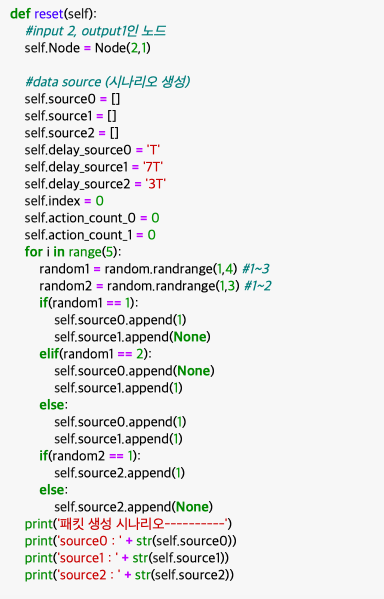 def reset(self):
    #input 2, output1인 노드
    self.Node = Node(2,1)

    #data source (시나리오 생성)
    self.source0 = []
    self.source1 = []
    self.source2 = []
    self.delay_source0 = 'T'
    self.delay_source1 = '7T'
    self.delay_source2 = '3T'
    self.index = 0
    self.action_count_0 = 0
    self.action_count_1 = 0
    for i in range(5):
        random1 = random.randrange(1,4) #1~3
        random2 = random.randrange(1,3) #1~2
        if(random1 == 1):
            self.source0.append(1)
            self.source1.append(None)
        elif(random1 == 2):
            self.source0.append(None)
            self.source1.append(1)
        else:
            self.source0.append(1)
            self.source1.append(1)
        if(random2 == 1):
            self.source2.append(1)
        else:
            self.source2.append(None)
    print('패킷 생성 시나리오----------')
    print('source0 : ' + str(self.source0))
    print('source1 : ' + str(self.source1))
    print('source2 : ' + str(self.source2))